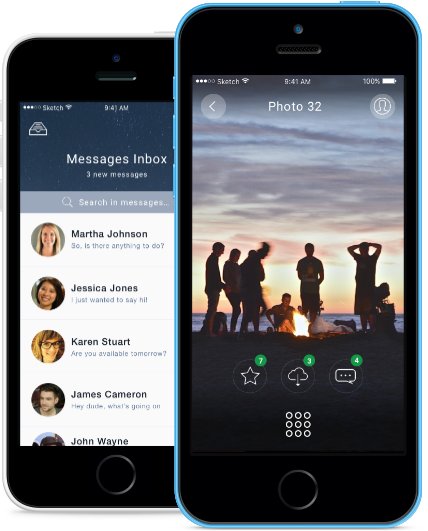 Sketch
9:41 AM
Messages Inbox
3 new messages
Search in messages...
Martha Johnson
So, is there anything to do?
Jessica Jones
I just wanted to say hi!
Karen Stuart
Are you available tomorrow?
James Cameron
Hey dude, what's going on
John Wayne
Sketch
9:41 AM
100%
Photo 32
7
3
4